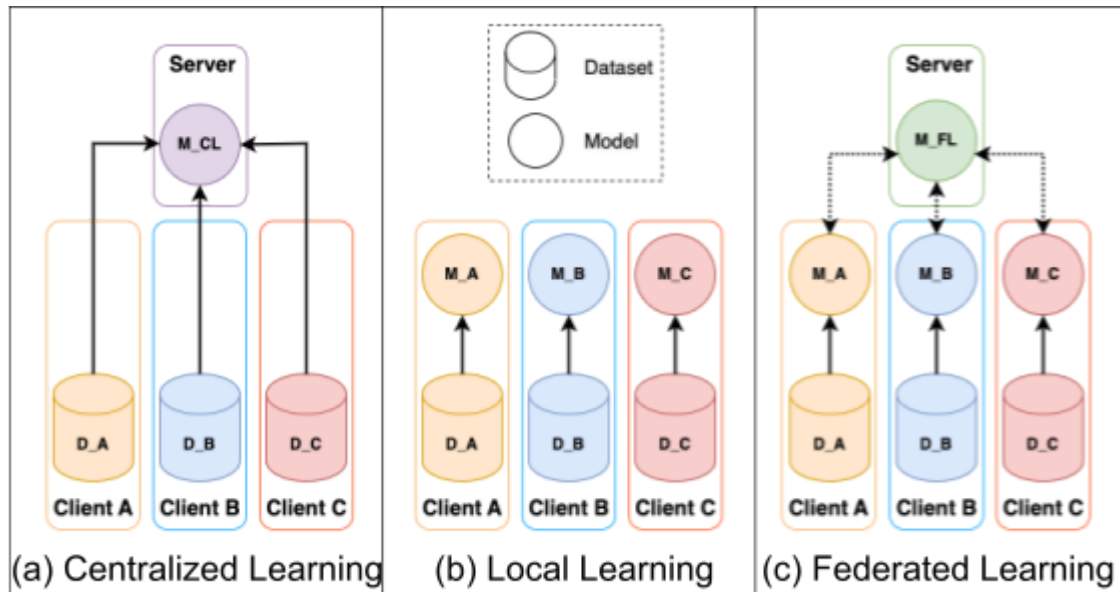 Server
M_CL
D_A
D_B
D_C
Client A
Client B
Client C
(a) Centralized Learning
Dataset
Model
M_A
M_B
M_C
D_A
D_B
D_C
Client A
Client B
Client C
(b) Local Learning
Server
M_FL
M_A
M_B
M_C
D_A
D_B
D_C
Client A
Client B
Client C
(c) Federated Learning